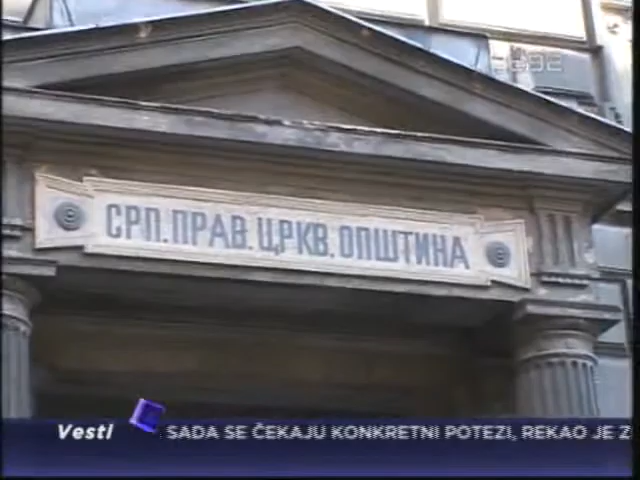 СРП. ПРАВ. ЦРКВ. ОПШТИНА
Vesti SADA SE ČEKAJU KONKRETNI POTEZI, REKAO JE Z